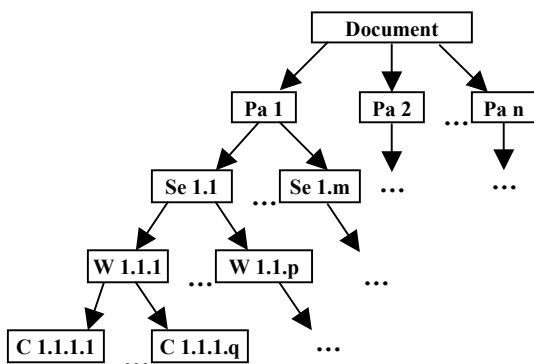 Document
Pa 1 Pa 2 ... Pa n
Se 1.1 ... Se 1.m ... ...
W 1.1.1 ... W 1.1.p ...
C 1.1.1.1 ... C 1.1.1.q ...